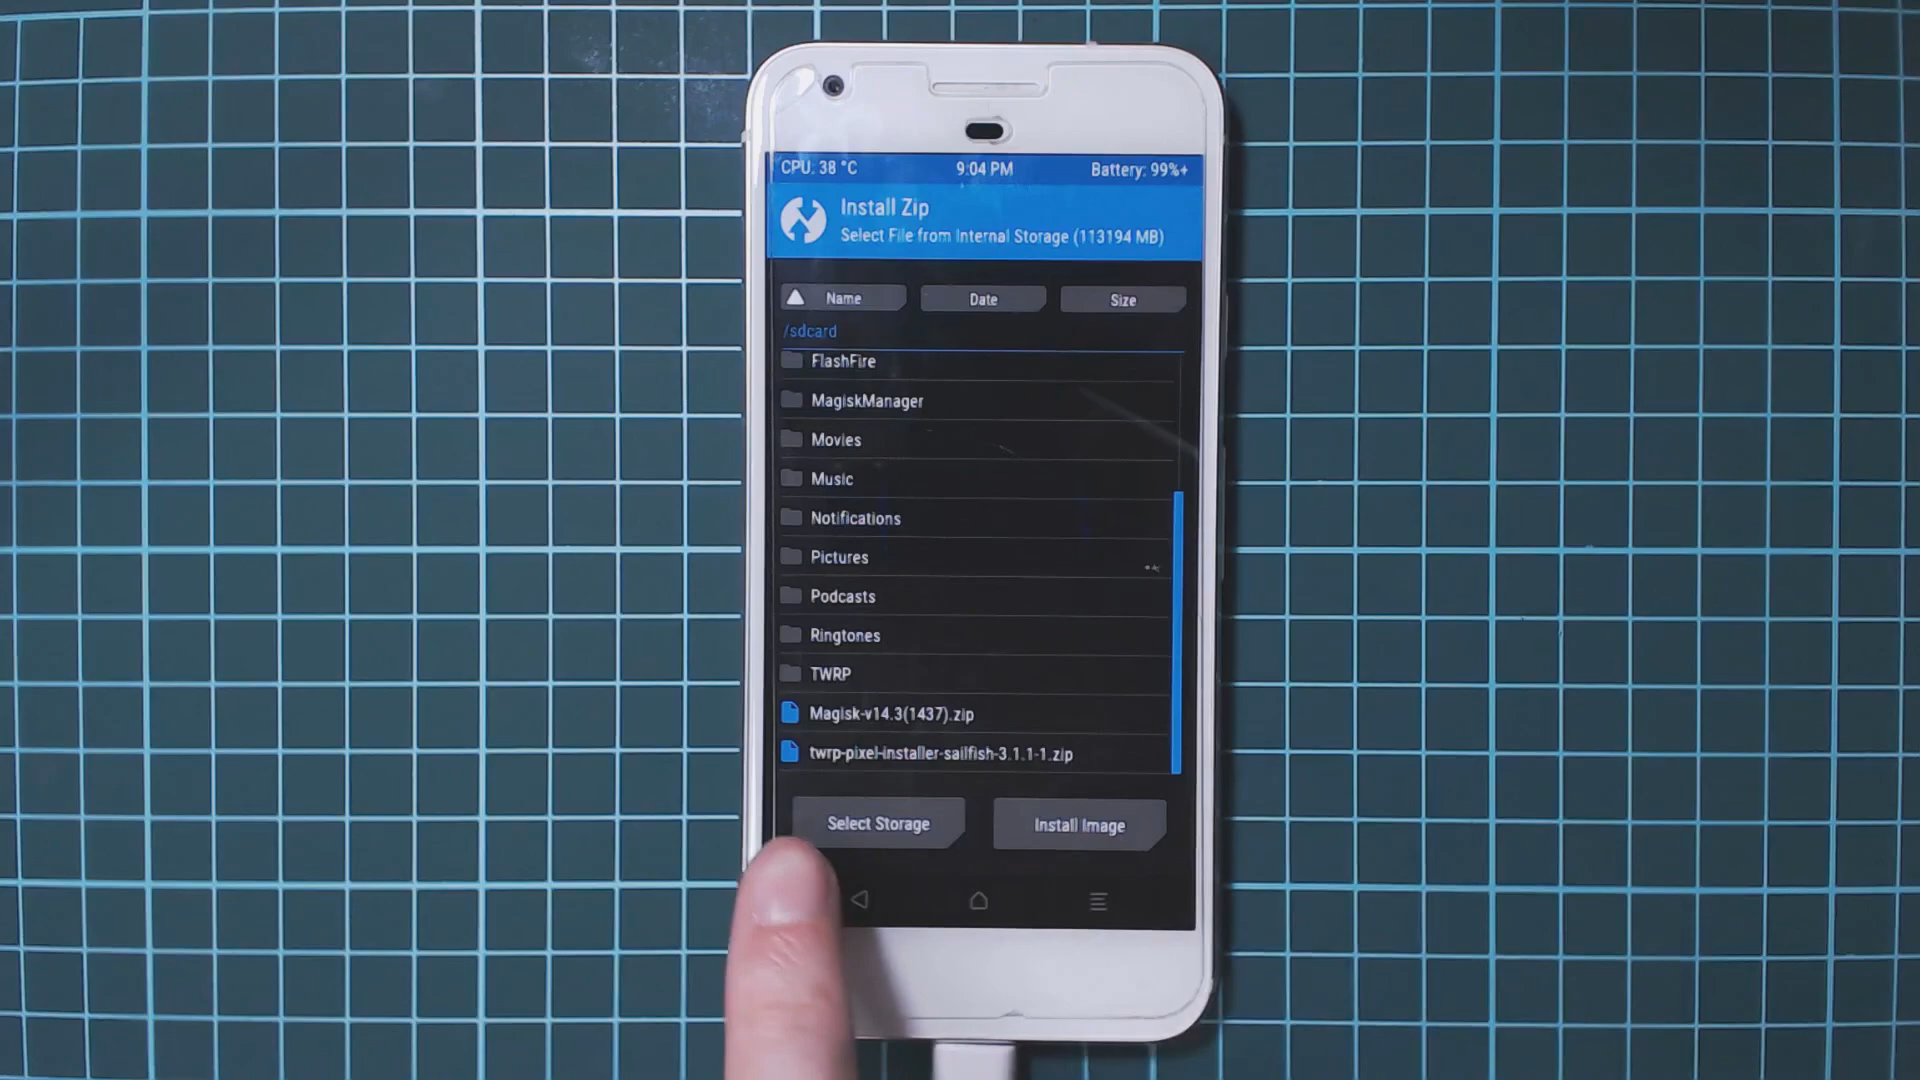 CPU: 38 °C 9:04 PM Battery: 99%+
Install Zip
Select File from Internal Storage (113194 MB)
Name Date Size
/sdcard
FlashFire
MagiskManager
Movies
Music
Notifications
Pictures
Podcasts
Ringtones
TWRP
Magisk-v14.3(1437).zip
twrp-pixel-installer-sailfish-3.1.1-1.zip
Select Storage Install Image